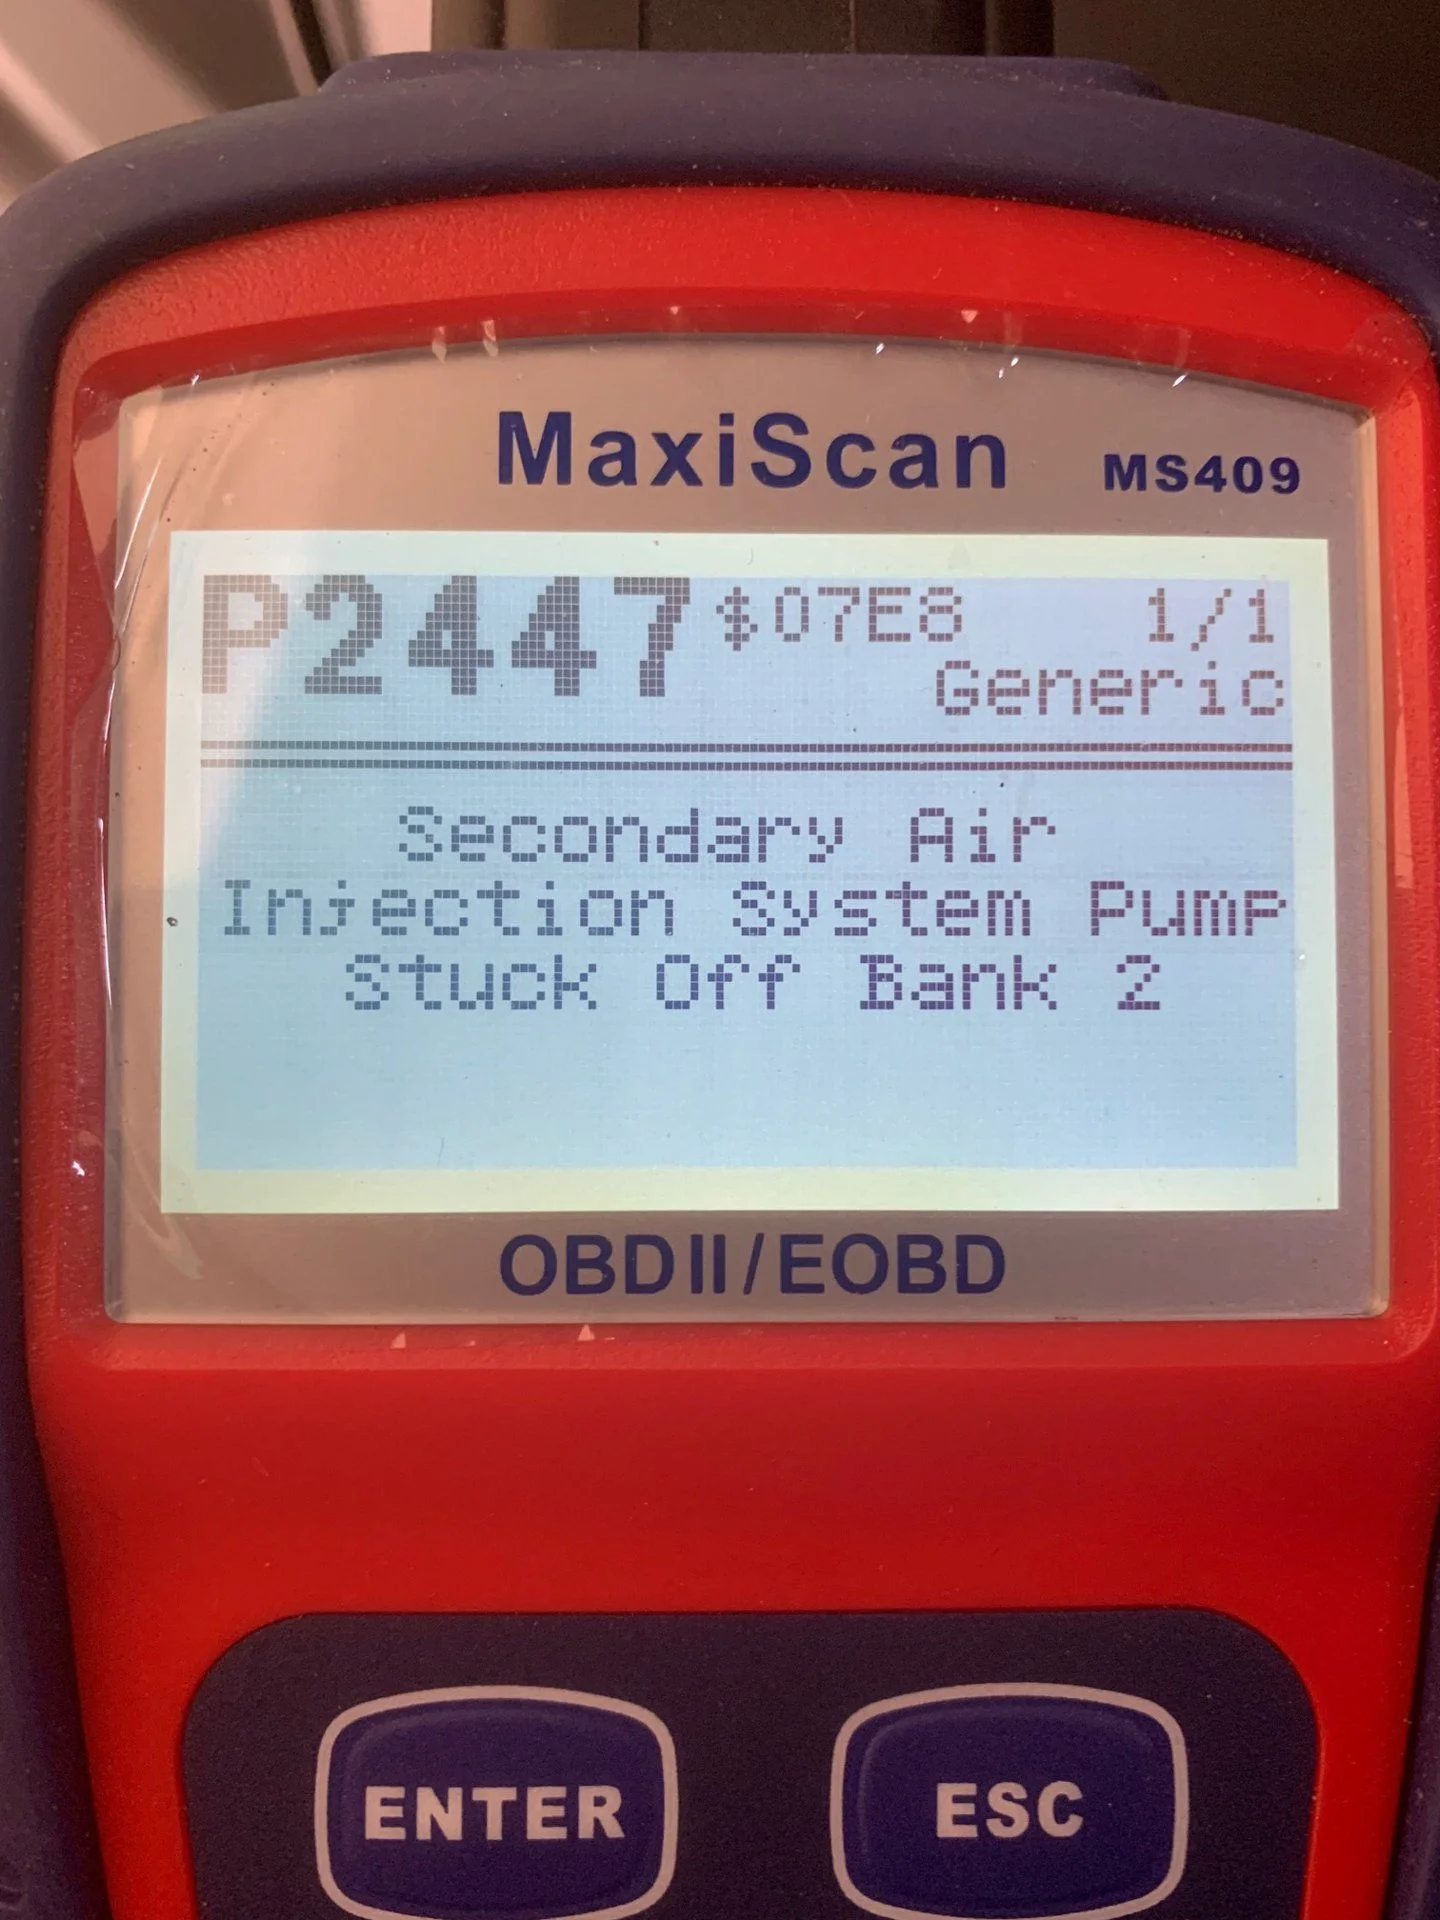 MaxiScan MS409
P2447 $07E8 1/1
Generic
Secondary Air
Injection System Pump
Stuck Off Bank 2
OBDII/EOBD
ENTER ESC